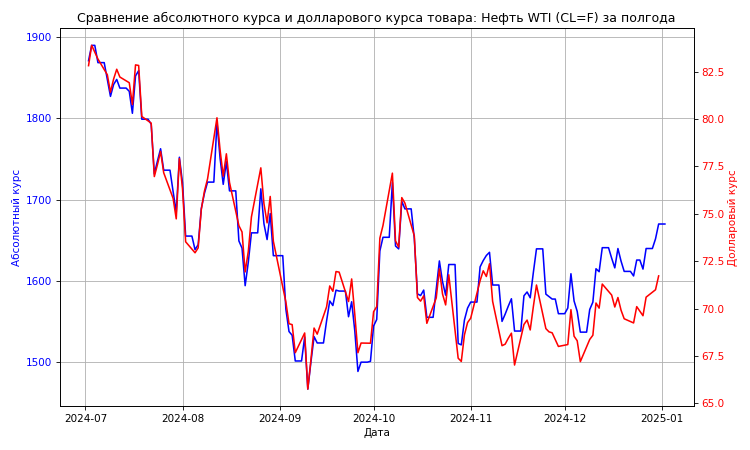 Сравнение абсолютного курса и долларового курса товара: Нефть WTI (CL=F) за полгода
1900
1800
1700
1600
1500
Абсолютный курс
82.5
80.0
77.5
75.0
72.5
70.0
67.5
65.0
Долларовый курс
2024-07 2024-08 2024-09 2024-10 2024-11 2024-12 2025-01
Дата